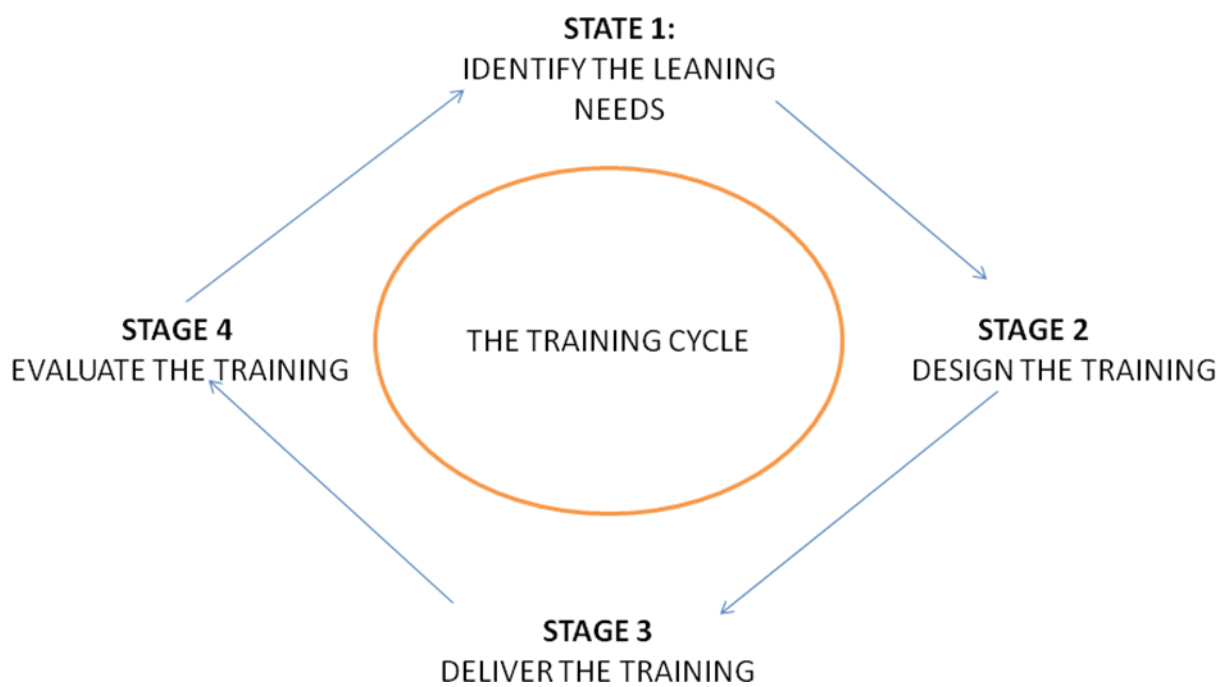 STATE 1:
IDENTIFY THE LEANING
NEEDS
STAGE 4
EVALUATE THE TRAINING
THE TRAINING CYCLE
STAGE 2
DESIGN THE TRAINING
STAGE 3
DELIVER THE TRAINING